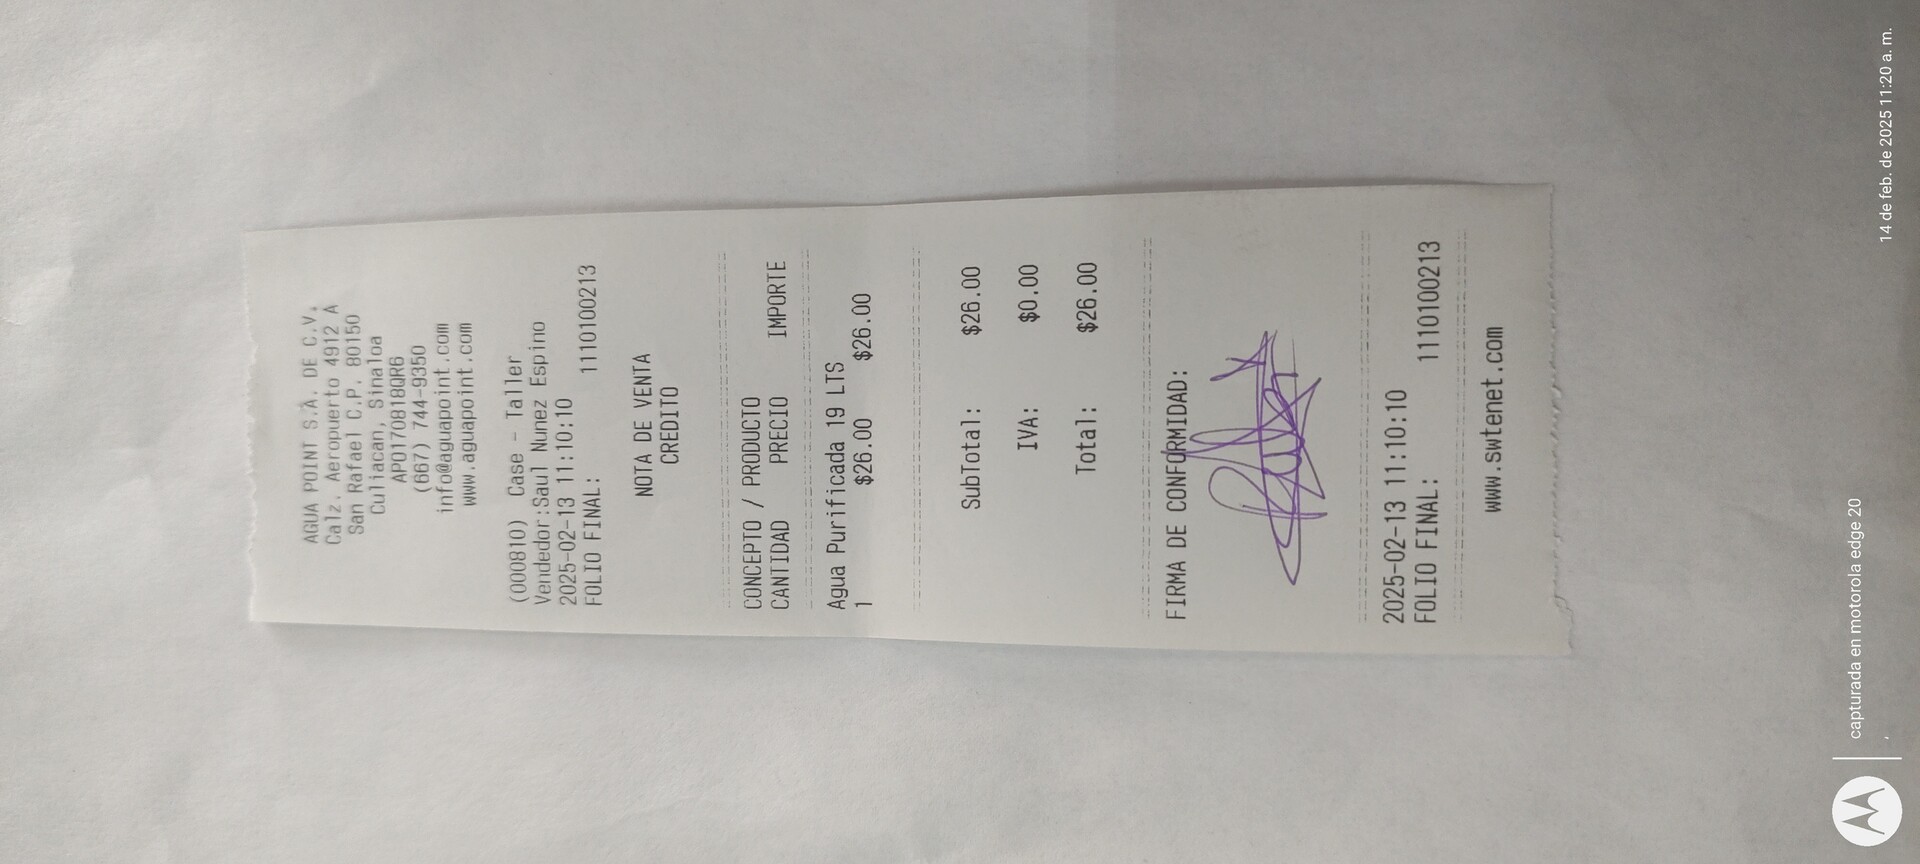 AGUA POINT S.A. DE C.V.
Calz. Aeropuerto 4912 A
San Rafael C.P. 80150
Culiacan, Sinaloa
APO170818QR6
(667) 744-9350
info@aguapoint.com
www.aguapoint.com
(000810) Case - Taller
Vendedor:Saul Nunez Espino
2025-02-13 11:10:10
FOLIO FINAL: 1110100213
NOTA DE VENTA
CREDITO
CONCEPTO / PRODUCTO
CANTIDAD PRECIO IMPORTE
Agua Purificada 19 LTS
1 $26.00 $26.00
SubTotal: $26.00
IVA: $0.00
Total: $26.00
FIRMA DE CONFORMIDAD:
2025-02-13 11:10:10
FOLIO FINAL: 1110100213
www.swtenet.com
capturada en motorola edge 20
,
14 de feb. de 2025 11:20 a. m.